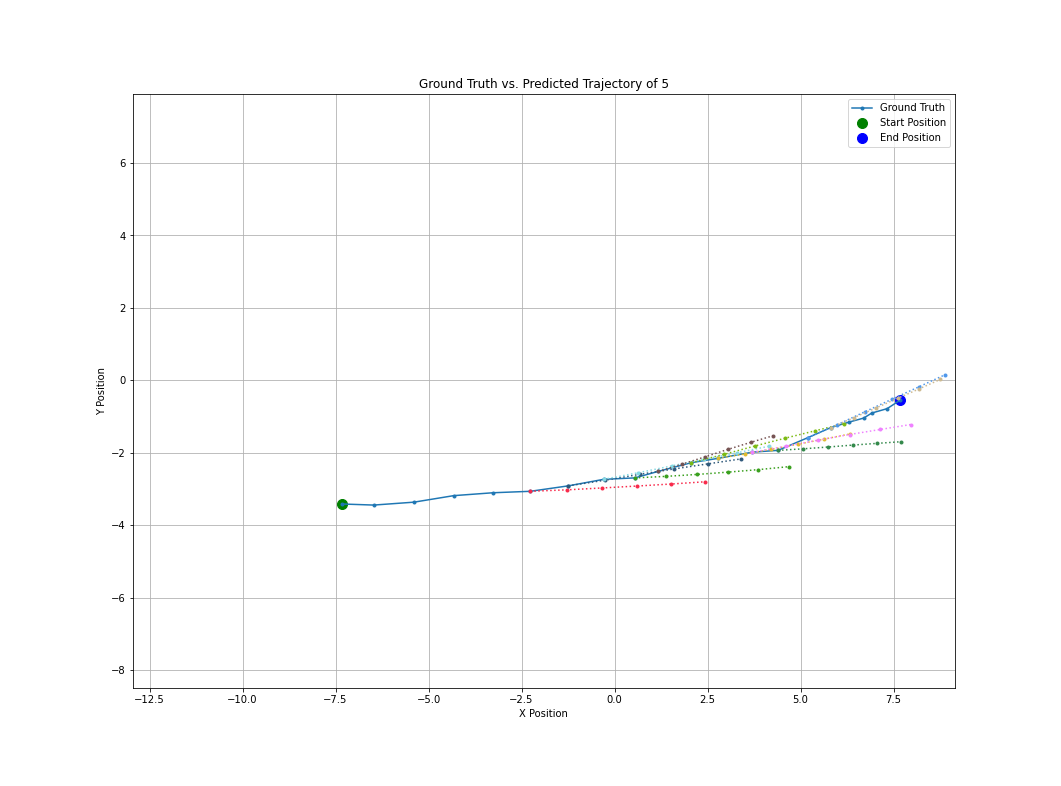 Ground Truth vs. Predicted Trajectory of 5
Ground Truth
Start Position
End Position
6
4
2
0
−2
−4
−6
−8
Y Position
−12.5 −10.0 −7.5 −5.0 −2.5 0.0 2.5 5.0 7.5
X Position